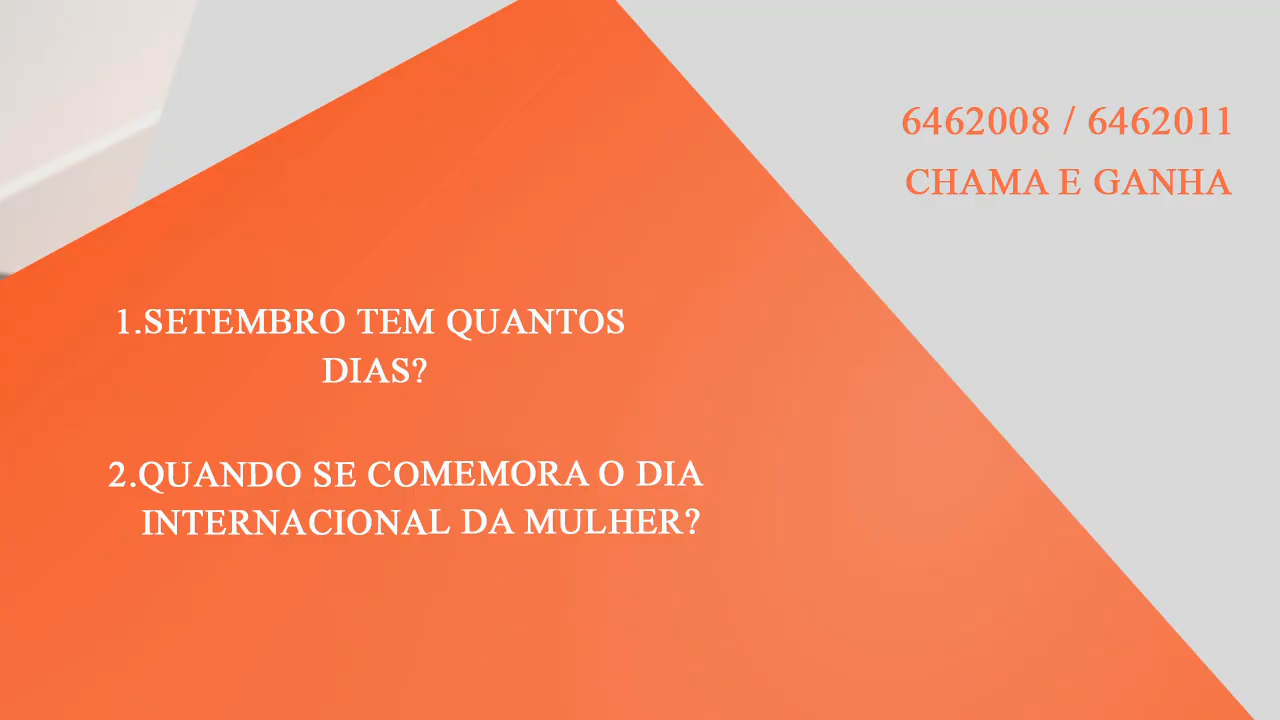 6462008 / 6462011
CHAMA E GANHA
1.SETEMBRO TEM QUANTOS
DIAS?
2.QUANDO SE COMEMORA O DIA
INTERNACIONAL DA MULHER?